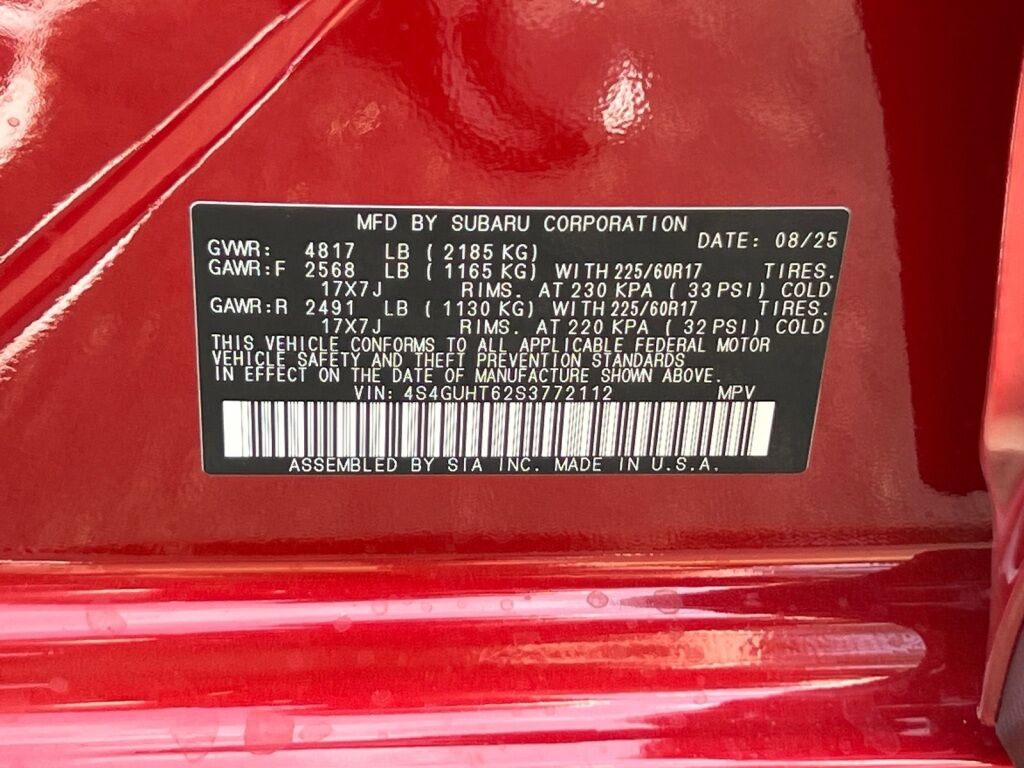 MFD BY SUBARU CORPORATION
DATE: 08/25
GVWR: 4817 LB ( 2185 KG)
GAWR:F 2568 LB ( 1165 KG) WITH 225/60R17 TIRES.
17X7J RIMS. AT 230 KPA ( 33 PSI) COLD
GAWR:R 2491 LB ( 1130 KG) WITH 225/60R17 TIRES.
17X7J RIMS. AT 220 KPA ( 32 PSI) COLD
THIS VEHICLE CONFORMS TO ALL APPLICABLE FEDERAL MOTOR
VEHICLE SAFETY AND THEFT PREVENTION STANDARDS
IN EFFECT ON THE DATE OF MANUFACTURE SHOWN ABOVE.
VIN: 4S4GUHT62S3772112 MPV
ASSEMBLED BY SIA INC. MADE IN U.S.A.